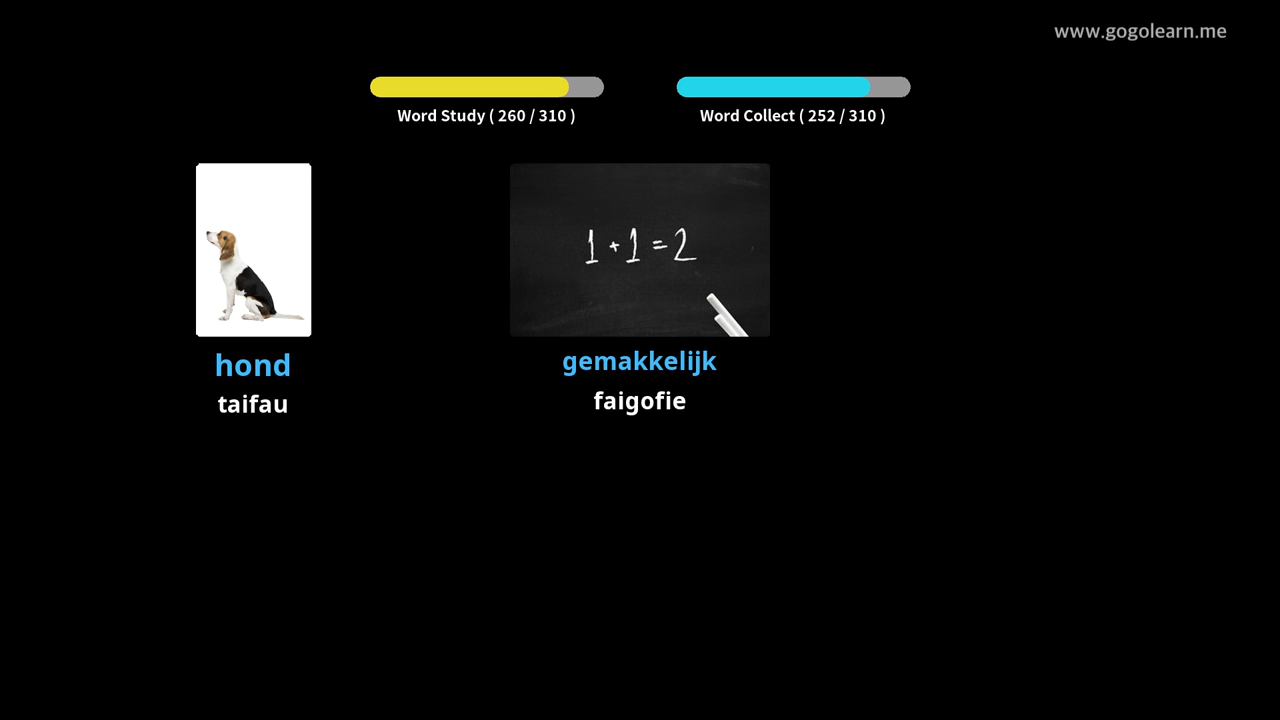 www.gogolearn.me
Word Study ( 260 / 310 )
Word Collect ( 252 / 310 )
1 + 1 = 2
hond
taifau
gemakkelijk
faigofie